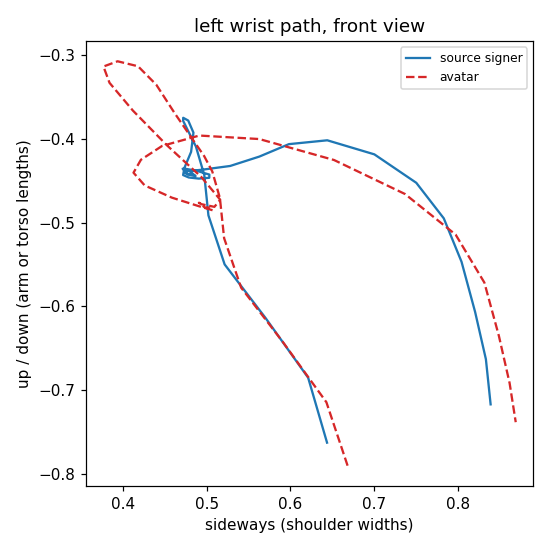 left wrist path, front view
source signer
avatar
up / down (arm or torso lengths)
−0.3
−0.4
−0.5
−0.6
−0.7
−0.8
0.4 0.5 0.6 0.7 0.8
sideways (shoulder widths)